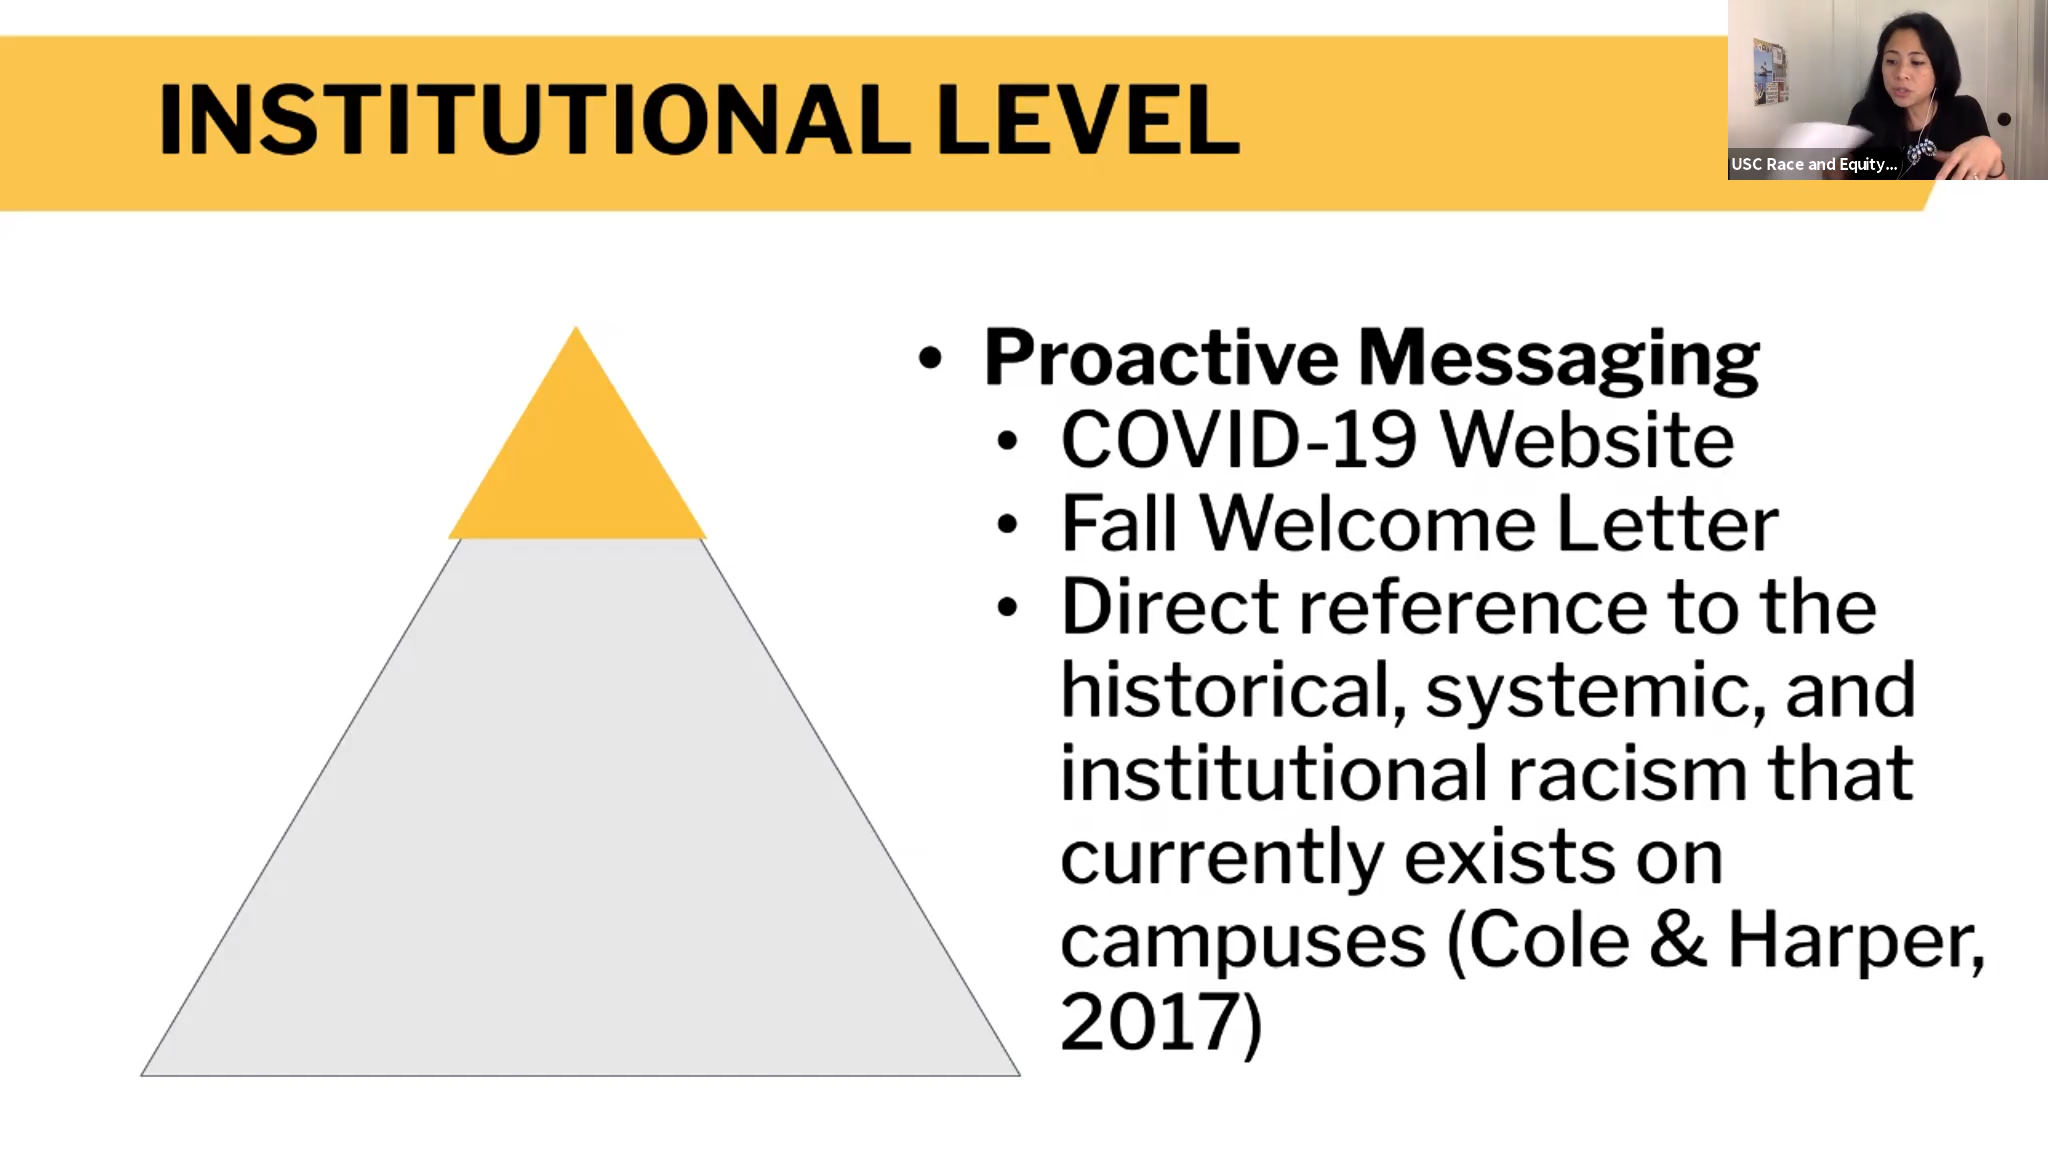 INSTITUTIONAL LEVEL
USC Race and Equity...
• Proactive Messaging
• COVID-19 Website
• Fall Welcome Letter
• Direct reference to the
historical, systemic, and
institutional racism that
currently exists on
campuses (Cole & Harper,
2017)